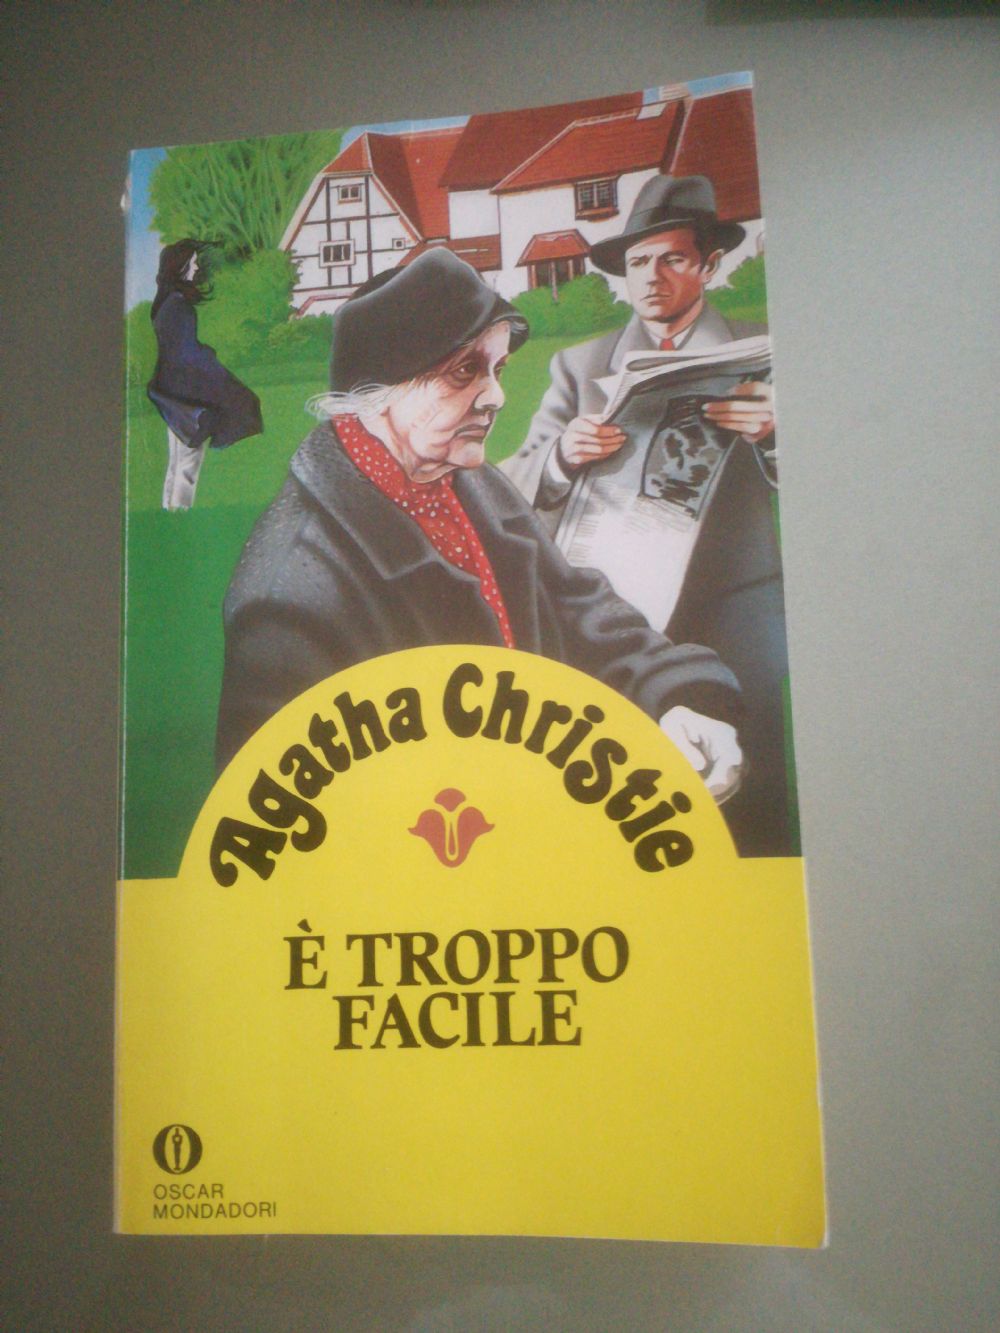 Agatha Christie
È TROPPO
FACILE
OSCAR
MONDADORI